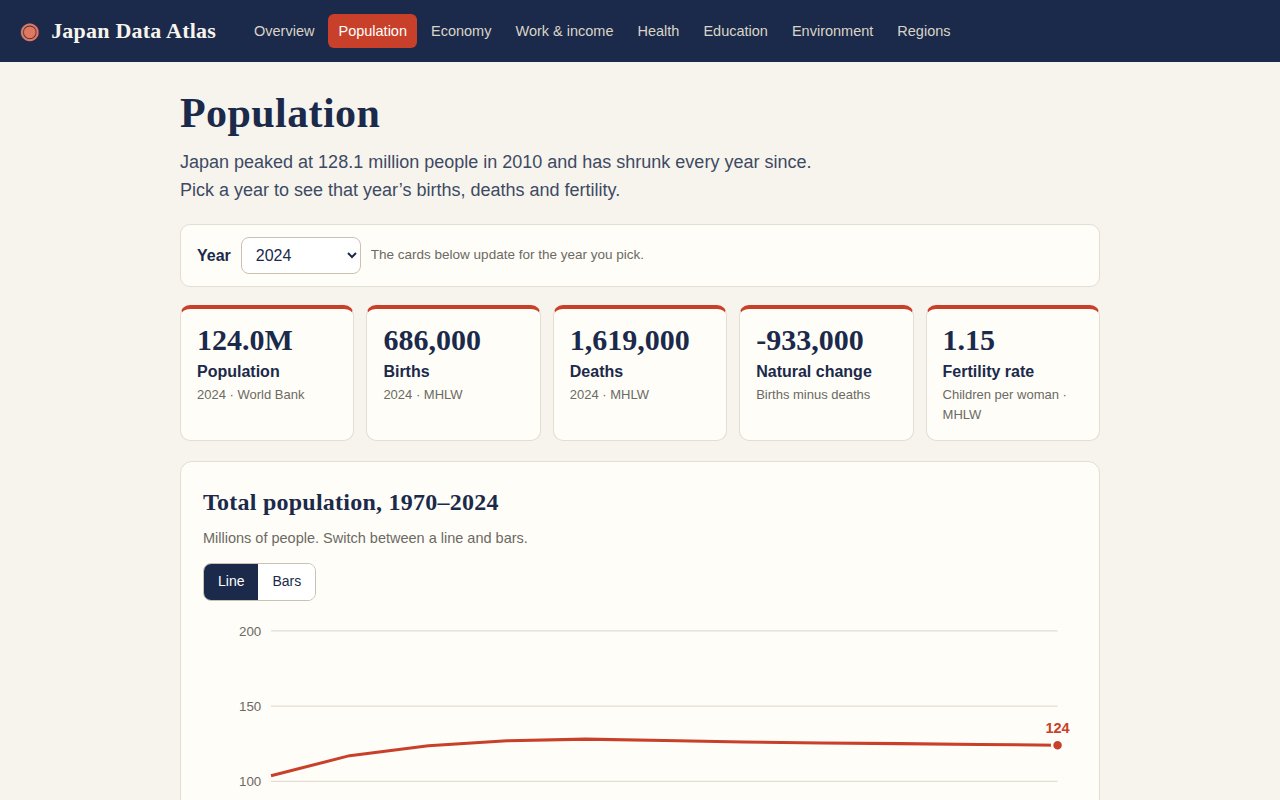 Japan Data Atlas
Overview
Population
Economy
Work & income
Health
Education
Environment
Regions
Population
Japan peaked at 128.1 million people in 2010 and has shrunk every year since.
Pick a year to see that year’s births, deaths and fertility.
Year
2024
The cards below update for the year you pick.
124.0M
Population
2024 · World Bank
686,000
Births
2024 · MHLW
1,619,000
Deaths
2024 · MHLW
-933,000
Natural change
Births minus deaths
1.15
Fertility rate
Children per woman ·
MHLW
Total population, 1970–2024
Millions of people. Switch between a line and bars.
Line
Bars
200
150
124
100